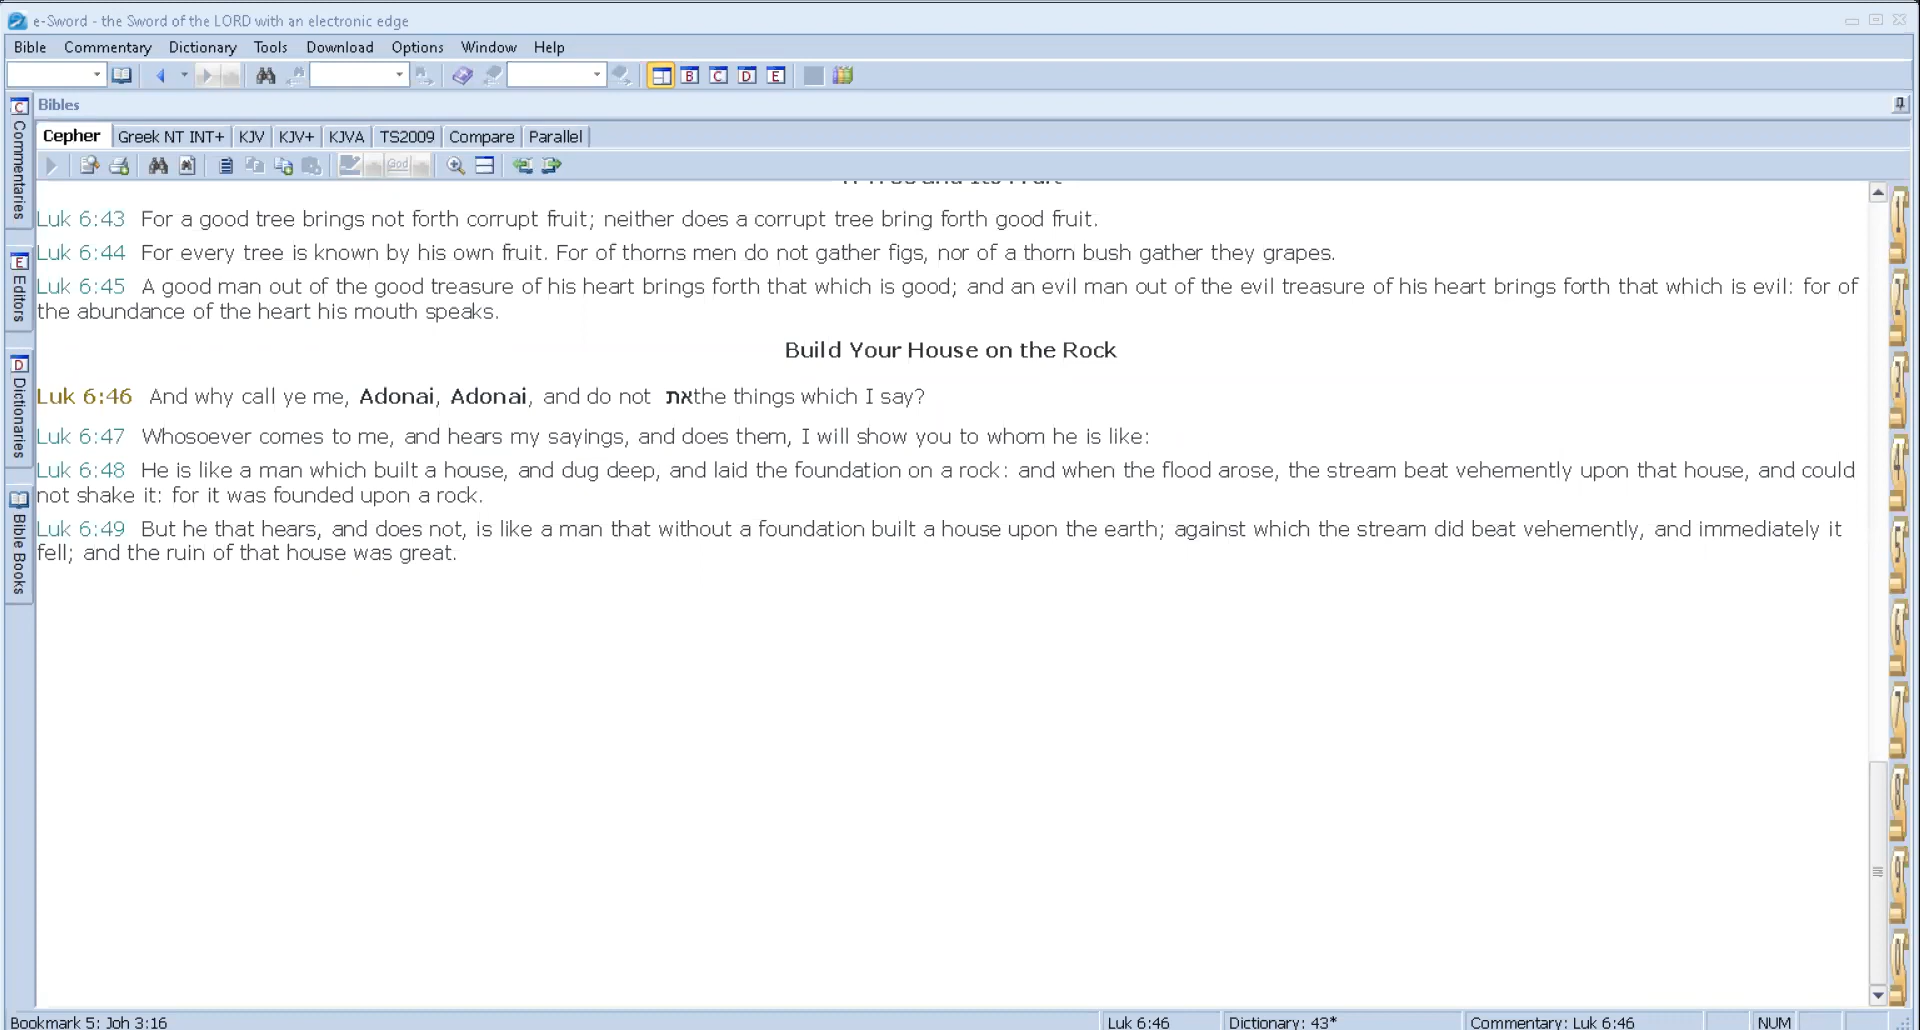 e-Sword - the Sword of the LORD with an electronic edge
Bible Commentary Dictionary Tools Download Options Window Help
B C D E
Bibles
Cepher Greek NT INT+ KJV KJV+ KJVA TS2009 Compare Parallel
God
C Commentaries
E Editors
D Dictionaries
Bible Books
Luk 6:43 For a good tree brings not forth corrupt fruit; neither does a corrupt tree bring forth good fruit.
Luk 6:44 For every tree is known by his own fruit. For of thorns men do not gather figs, nor of a thorn bush gather they grapes.
Luk 6:45 A good man out of the good treasure of his heart brings forth that which is good; and an evil man out of the evil treasure of his heart brings forth that which is evil: for of
the abundance of the heart his mouth speaks.
Build Your House on the Rock
Luk 6:46 And why call ye me, Adonai, Adonai, and do not את the things which I say?
Luk 6:47 Whosoever comes to me, and hears my sayings, and does them, I will show you to whom he is like:
Luk 6:48 He is like a man which built a house, and dug deep, and laid the foundation on a rock: and when the flood arose, the stream beat vehemently upon that house, and could
not shake it: for it was founded upon a rock.
Luk 6:49 But he that hears, and does not, is like a man that without a foundation built a house upon the earth; against which the stream did beat vehemently, and immediately it
fell; and the ruin of that house was great.
1
2
3
4
5
6
7
8
9
0
Bookmark 5: Joh 3:16 Luk 6:46 Dictionary: 43* Commentary: Luk 6:46 NUM